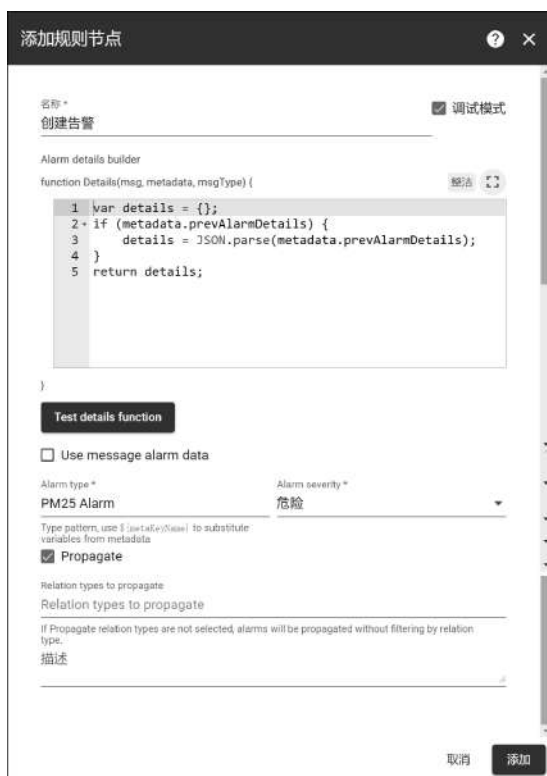 添加规则节点
名称 *
创建告警
调试模式
Alarm details builder
function Details(msg, metadata, msgType) {
整洁
1 var details = {};
2 if (metadata.prevAlarmDetails) {
3 details = JSON.parse(metadata.prevAlarmDetails);
4 }
5 return details;
}
Test details function
Use message alarm data
Alarm type *
PM25 Alarm
Alarm severity *
危险
Type pattern, use ${metaKeyName} to substitute
variables from metadata
Propagate
Relation types to propagate
Relation types to propagate
If Propagate relation types are not selected, alarms will be propagated without filtering by relation
type.
描述
取消
添加